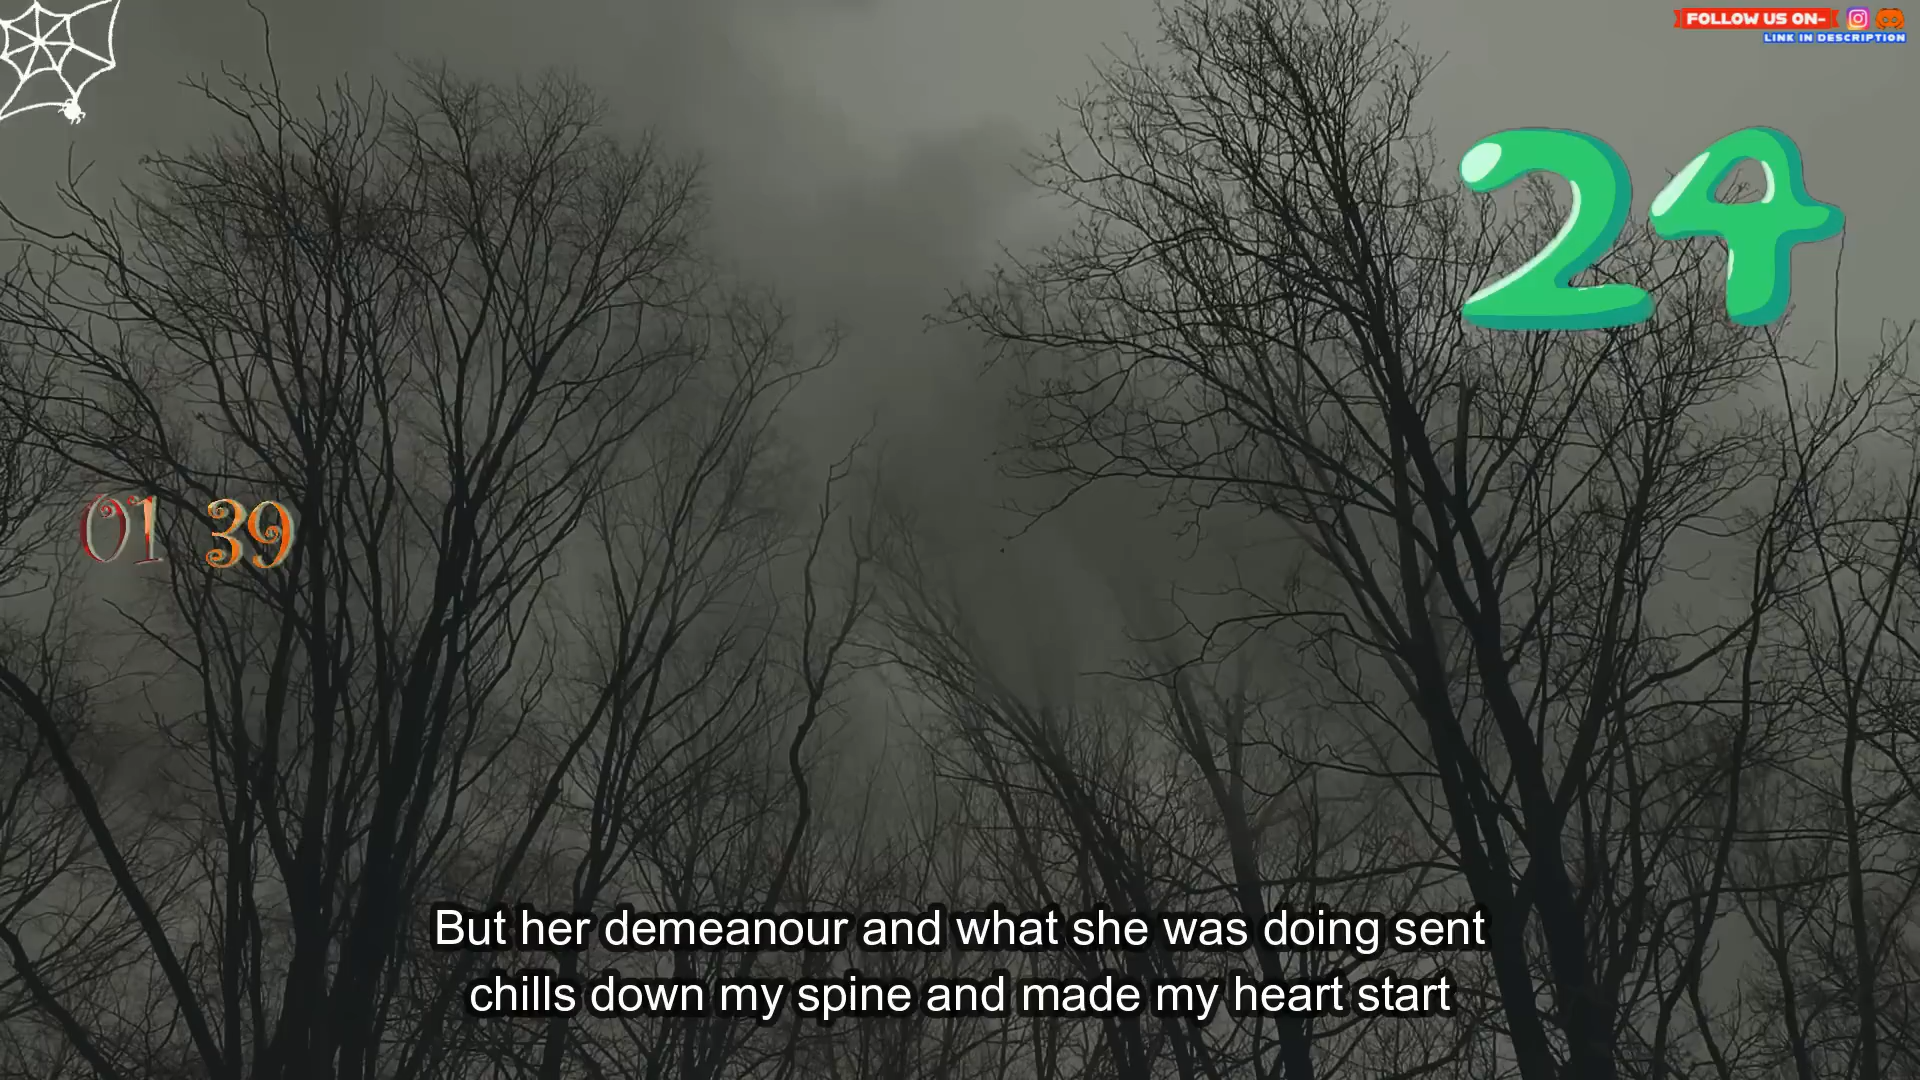 FOLLOW US ON-
LINK IN DESCRIPTION
24
01 39
But her demeanour and what she was doing sent
chills down my spine and made my heart start